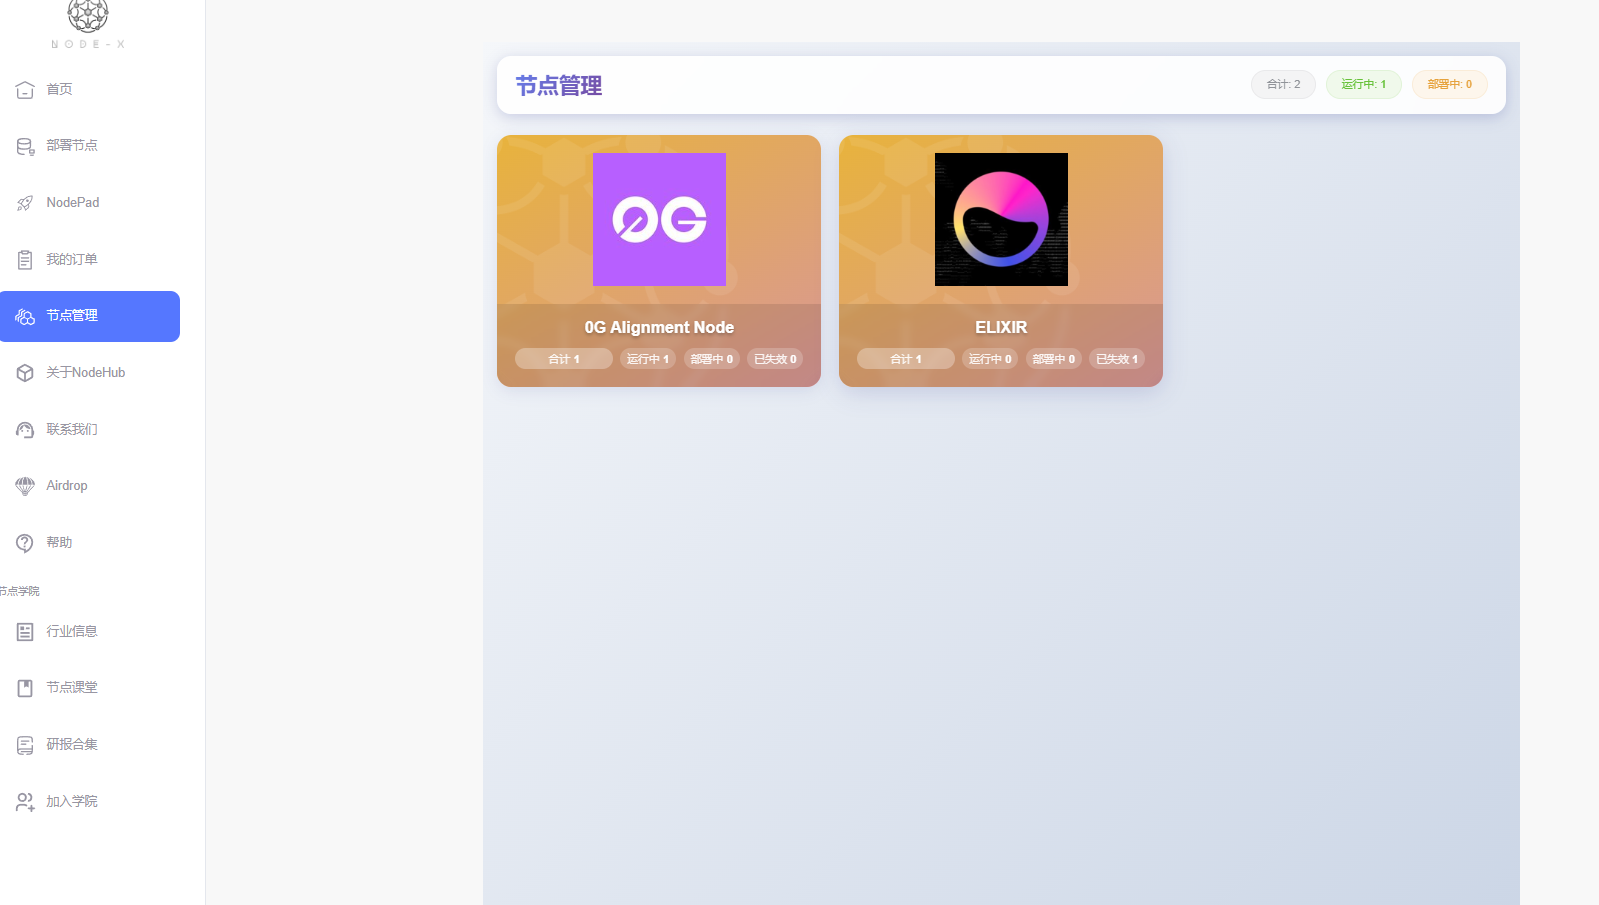 NODE-X
首页
部署节点
NodePad
我的订单
节点管理
关于NodeHub
联系我们
Airdrop
帮助
节点学院
行业信息
节点课堂
研报合集
加入学院
节点管理
合计: 2
运行中: 1
部署中: 0
0G
0G Alignment Node
合计 1 运行中 1 部署中 0 已失效 0
ELIXIR
合计 1 运行中 0 部署中 0 已失效 1